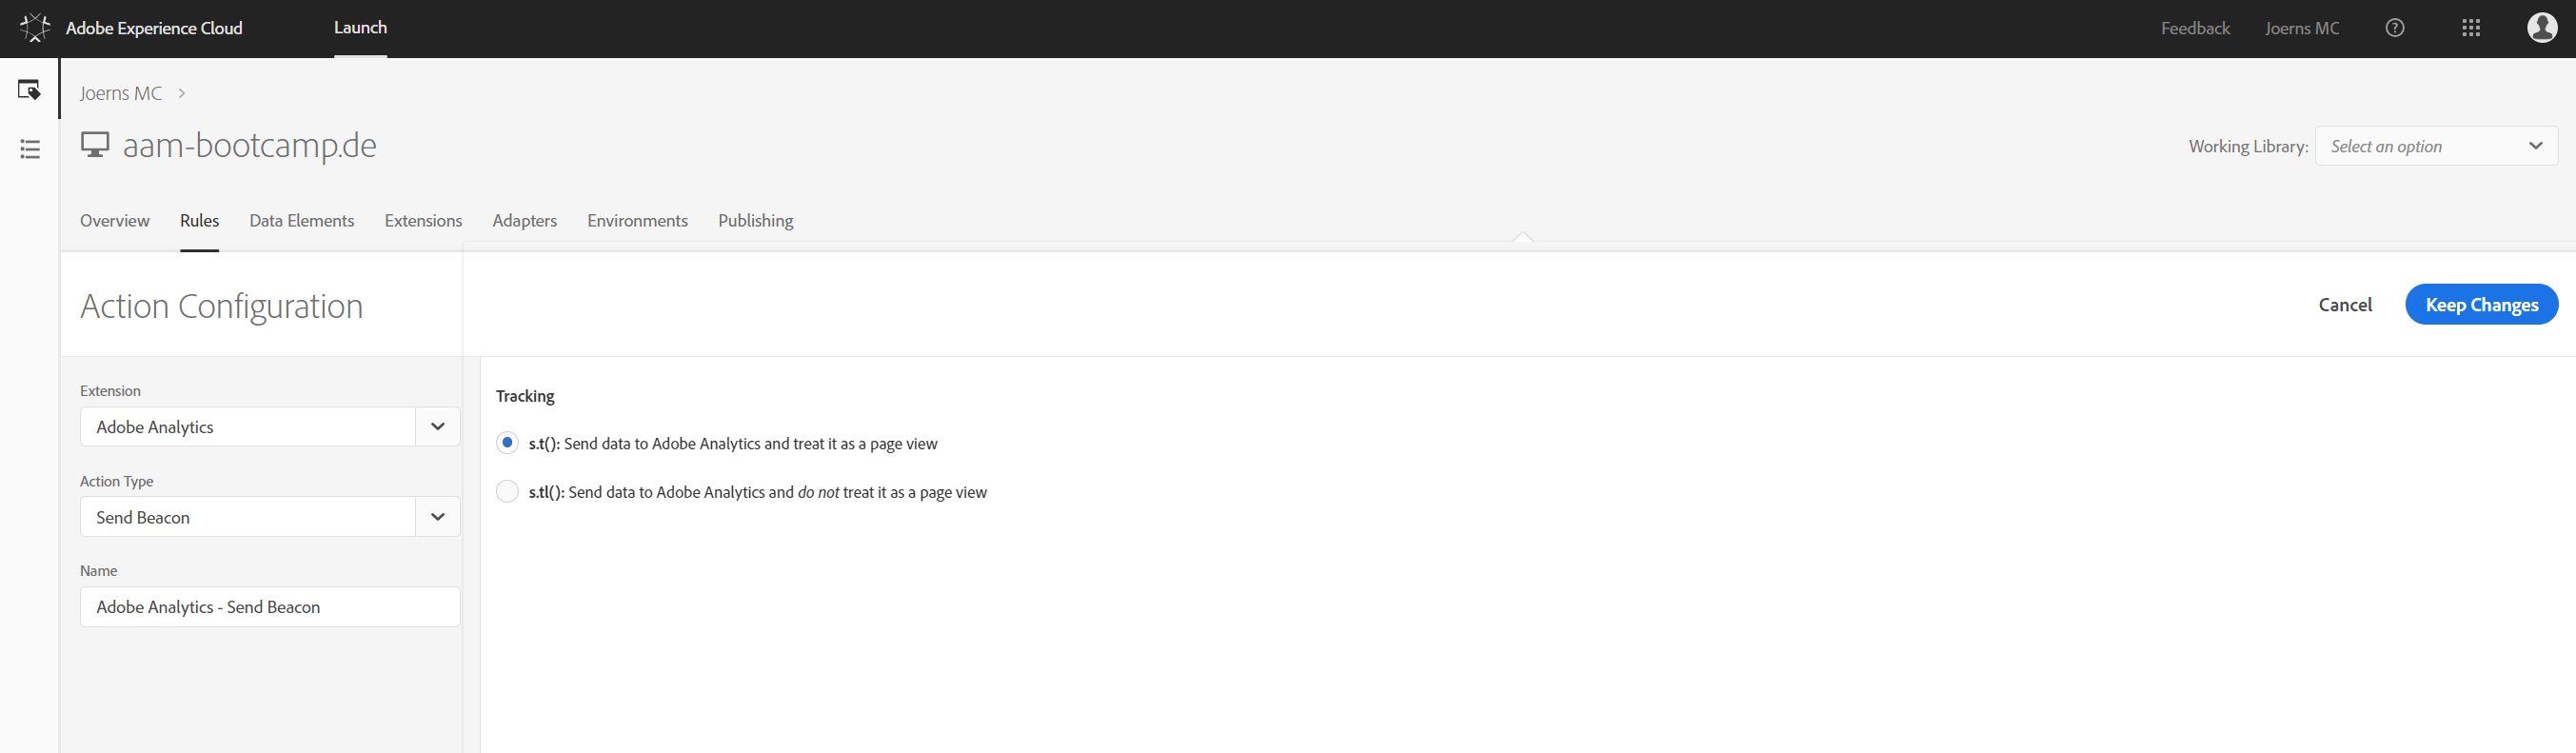 Adobe Experience Cloud Launch Feedback Joerns MC
Joerns MC
aam-bootcamp.de
Working Library: Select an option
Overview Rules Data Elements Extensions Adapters Environments Publishing
Action Configuration
Cancel Keep Changes
Extension
Adobe Analytics
Action Type
Send Beacon
Name
Adobe Analytics - Send Beacon
Tracking
s.t(): Send data to Adobe Analytics and treat it as a page view
s.tl(): Send data to Adobe Analytics and do not treat it as a page view